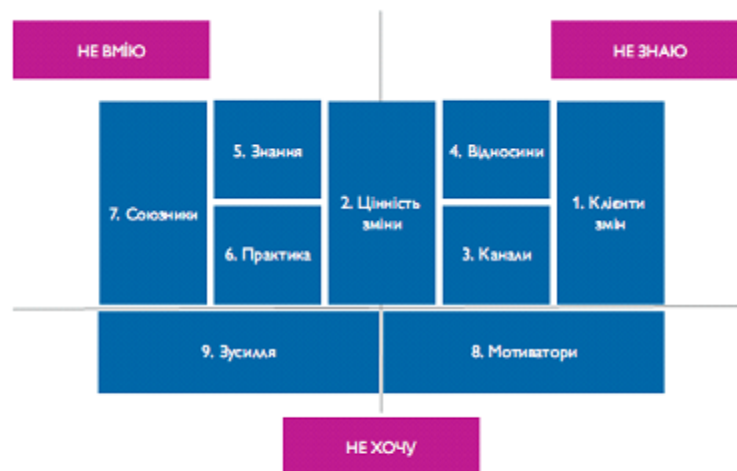 НЕ ВМІЮ
НЕ ЗНАЮ
5. Знання
4. Відносини
7. Союзники
2. Цінність
зміни
1. Клієнти
змін
6. Практика
3. Канали
9. Зусилля
8. Мотиватори
НЕ ХОЧУ